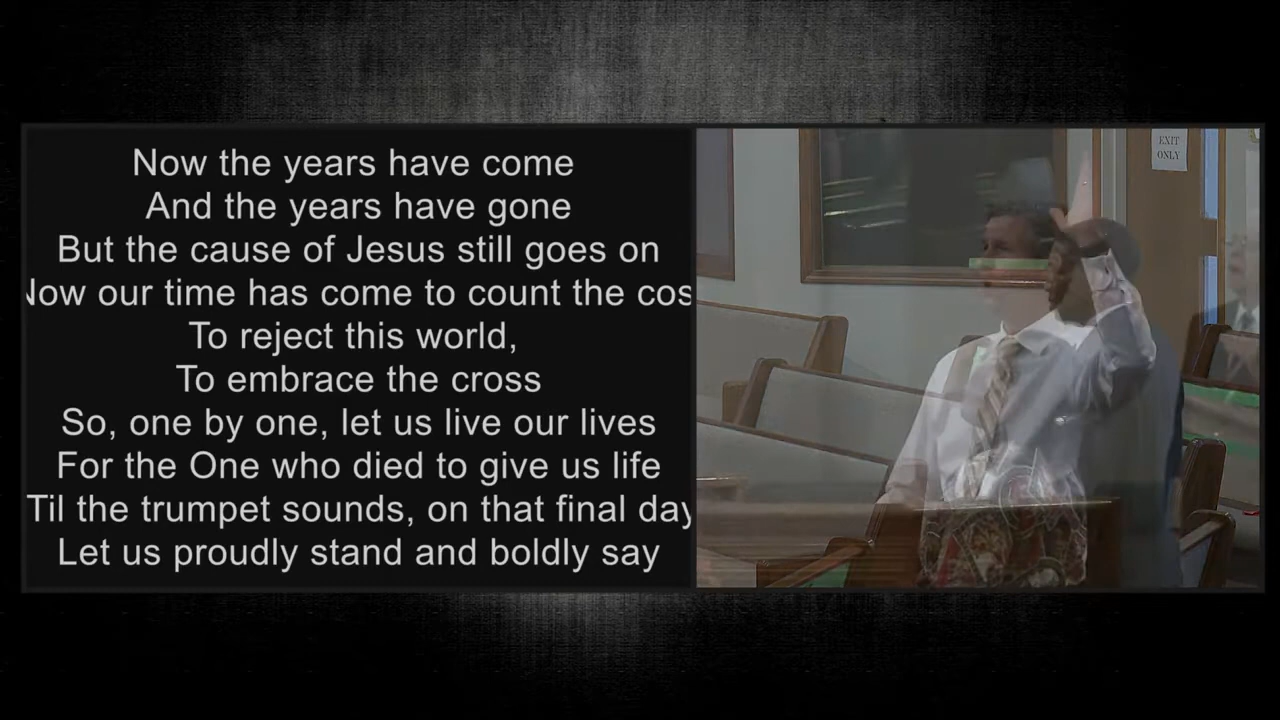 Now the years have come
And the years have gone
But the cause of Jesus still goes on
Now our time has come to count the cos
To reject this world,
To embrace the cross
So, one by one, let us live our lives
For the One who died to give us life
Til the trumpet sounds, on that final day
Let us proudly stand and boldly say
EXIT
ONLY